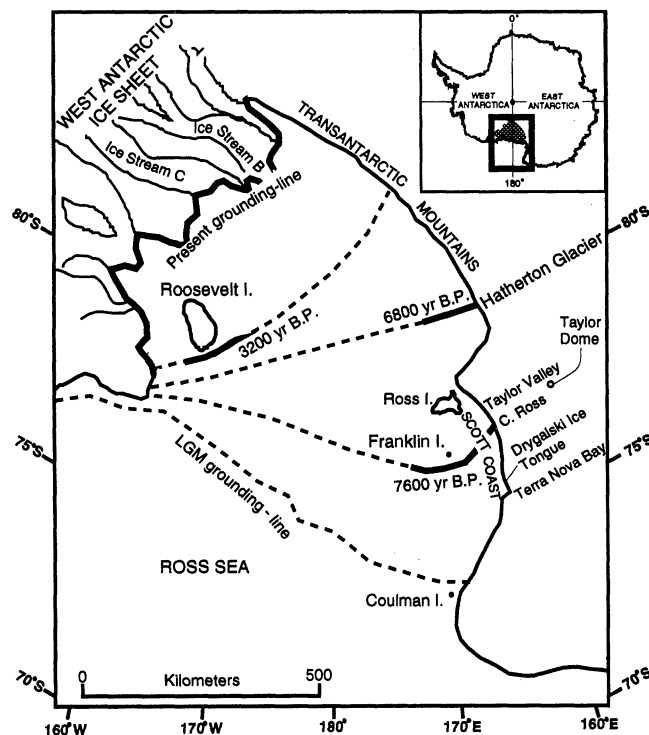 WEST ANTARCTIC
ICE SHEET
Ice Stream B
Ice Stream C
Present grounding-line
TRANSANTARCTIC
MOUNTAINS
0°
WEST
ANTARCTICA
EAST
ANTARCTICA
180°
80°S
80°S
Roosevelt I.
3200 yr B.P.
6800 yr B.P.
Hatherton Glacier
Taylor
Dome
Taylor Valley
Ross I.
C. Ross
SCOTT COAST
Franklin I.
Drygalski Ice
Tongue
7600 yr B.P.
Terra Nova Bay
75°S
75°S
LGM grounding-line
ROSS SEA
Coulman I.
0
500
Kilometers
70°S
70°S
160°W
170°W
180°
170°E
160°E